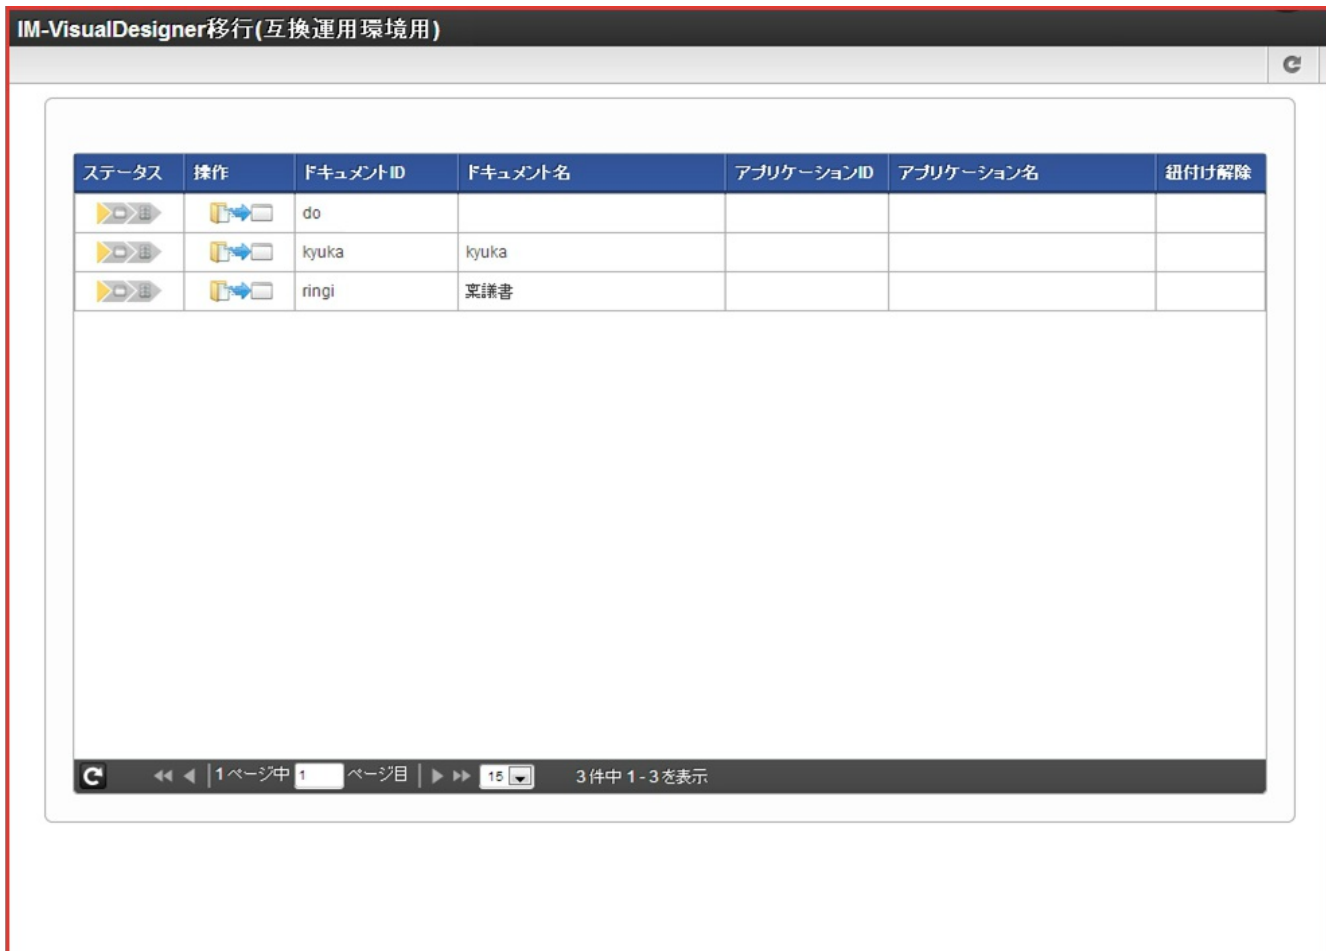 IM-VisualDesigner移行(互換運用環境用)
ステータス 操作 ドキュメントID ドキュメント名 アプリケーションID アプリケーション名 紐付け解除
do
kyuka kyuka
ringi 稟議書
1ページ中 1 ページ目 15 3件中 1 - 3 を表示